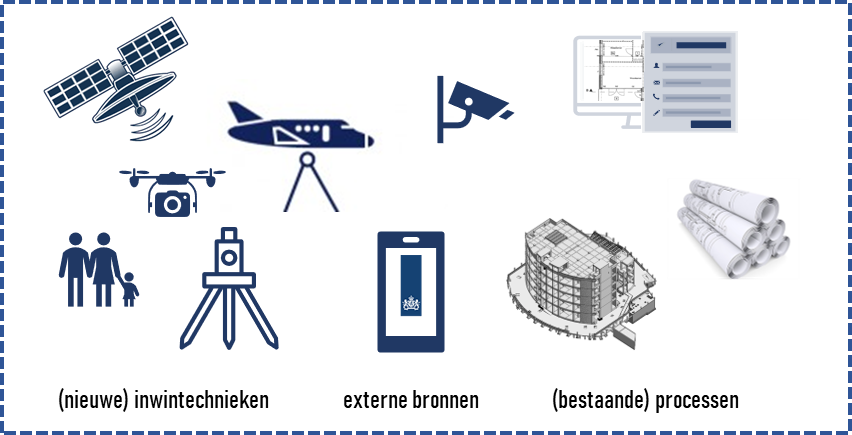 (nieuwe) inwintechnieken
externe bronnen
(bestaande) processen